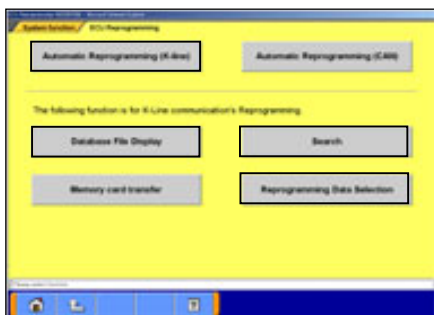 System function / ECU Reprogramming
Automatic Reprogramming (K-line)
Automatic Reprogramming (CAN)
The following function is for K-Line communication's Reprogramming.
Database File Display
Search
Memory card transfer
Reprogramming Data Selection